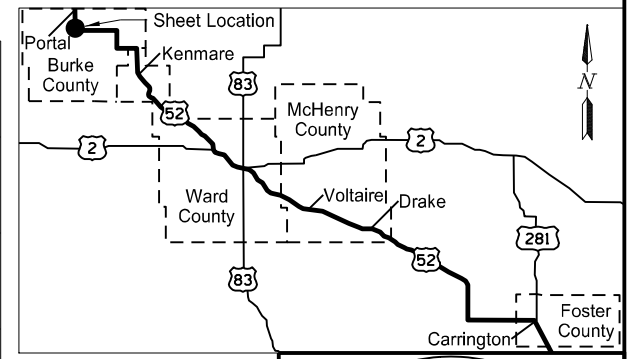 Sheet Location
Portal
Kenmare
Burke
County
83
McHenry
County
52
N
2
2
Ward
County
Voltaire
Drake
281
52
83
Foster
County
Carrington